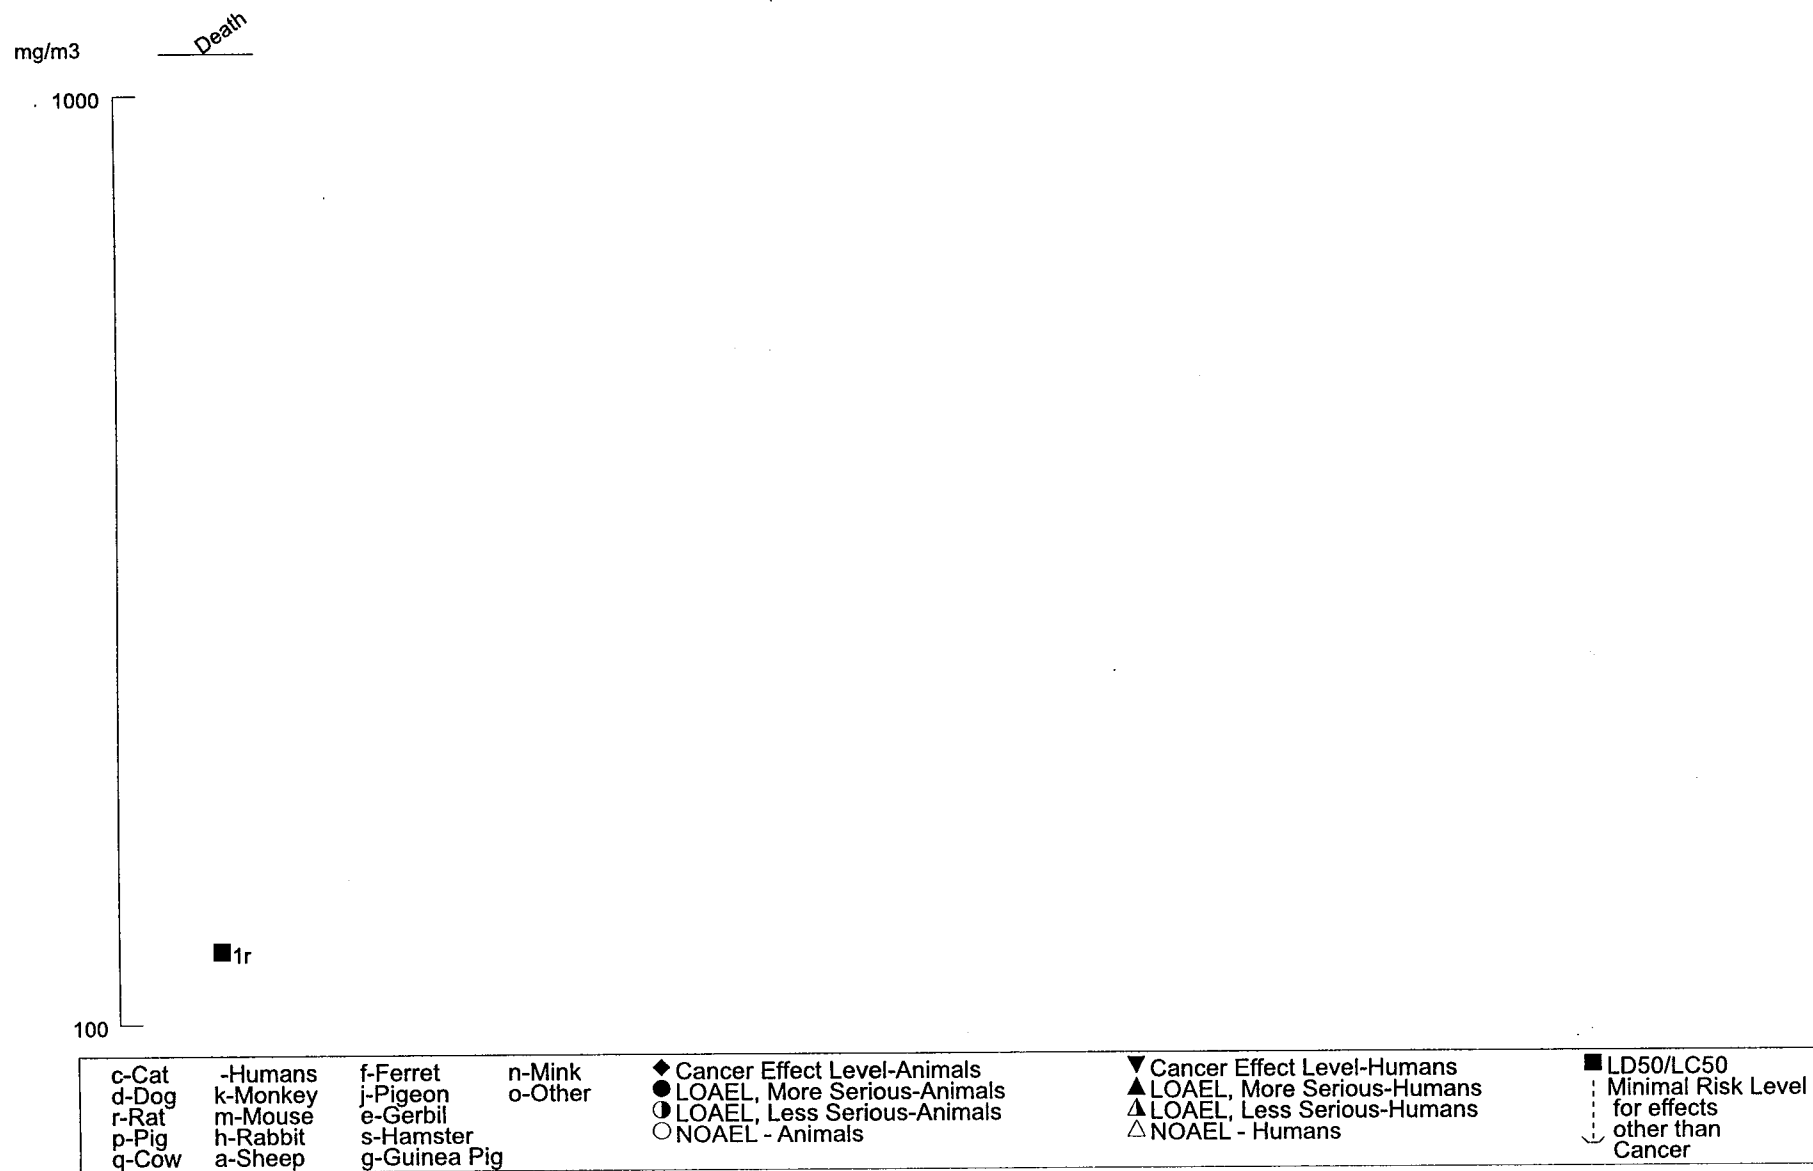 Death
mg/m3
1000
1r
100
c-Cat -Humans f-Ferret n-Mink
d-Dog k-Monkey j-Pigeon o-Other
r-Rat m-Mouse e-Gerbil
p-Pig h-Rabbit s-Hamster
q-Cow a-Sheep g-Guinea Pig
◆ Cancer Effect Level-Animals
● LOAEL, More Serious-Animals
◑ LOAEL, Less Serious-Animals
○ NOAEL - Animals
▼ Cancer Effect Level-Humans
▲ LOAEL, More Serious-Humans
◮ LOAEL, Less Serious-Humans
△ NOAEL - Humans
■ LD50/LC50
Minimal Risk Level
for effects
other than
Cancer